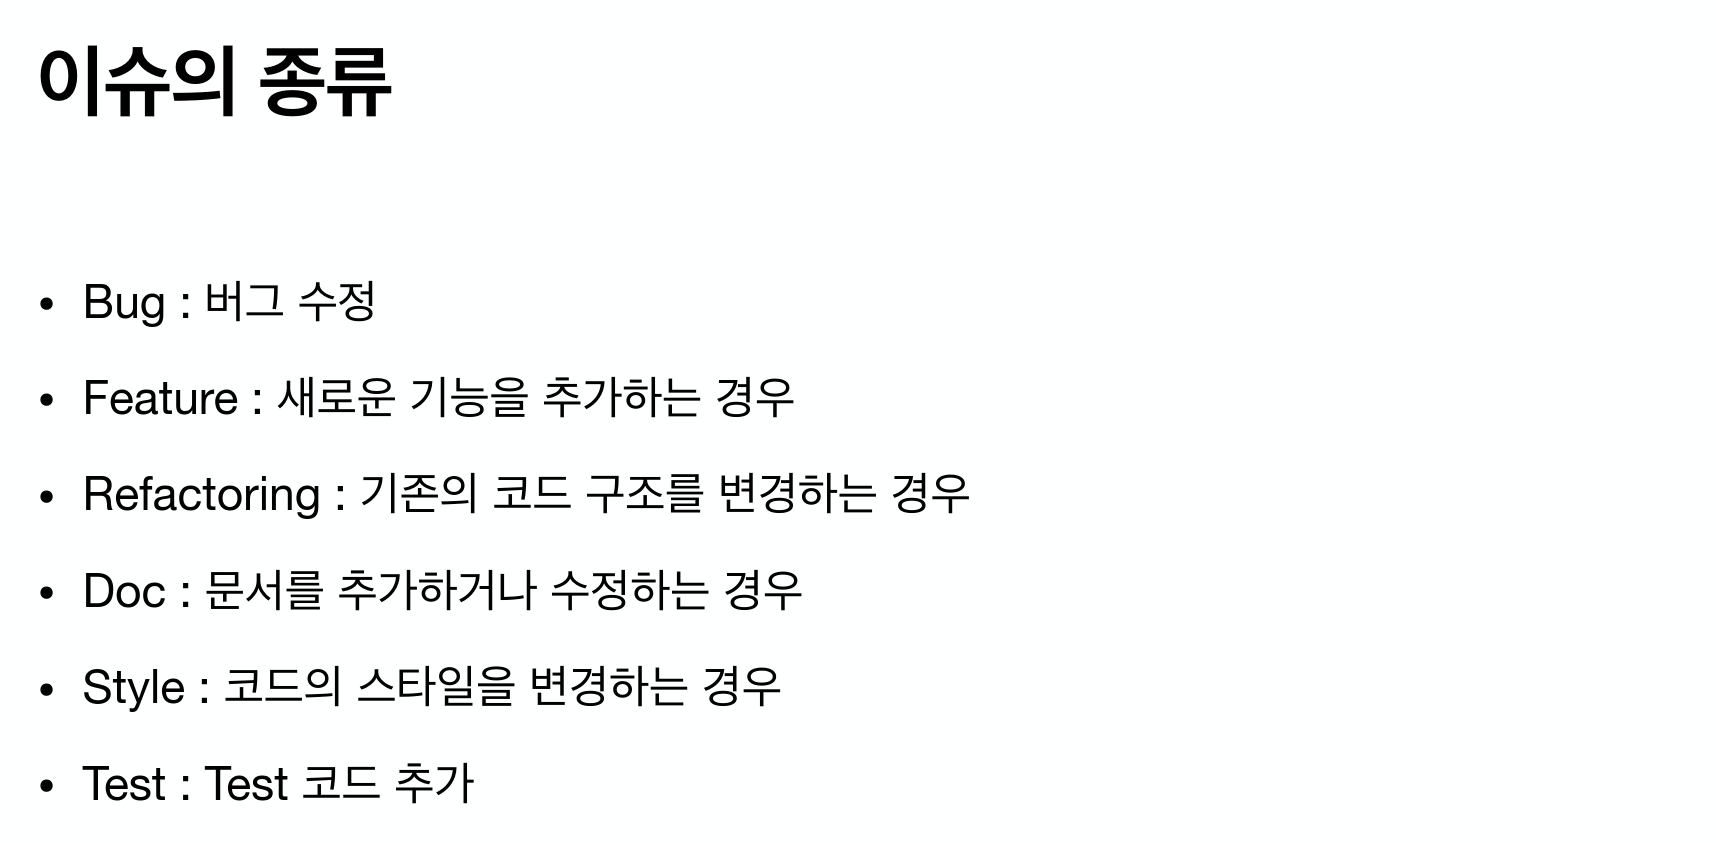 이슈의 종류
• Bug : 버그 수정
• Feature : 새로운 기능을 추가하는 경우
• Refactoring : 기존의 코드 구조를 변경하는 경우
• Doc : 문서를 추가하거나 수정하는 경우
• Style : 코드의 스타일을 변경하는 경우
• Test : Test 코드 추가